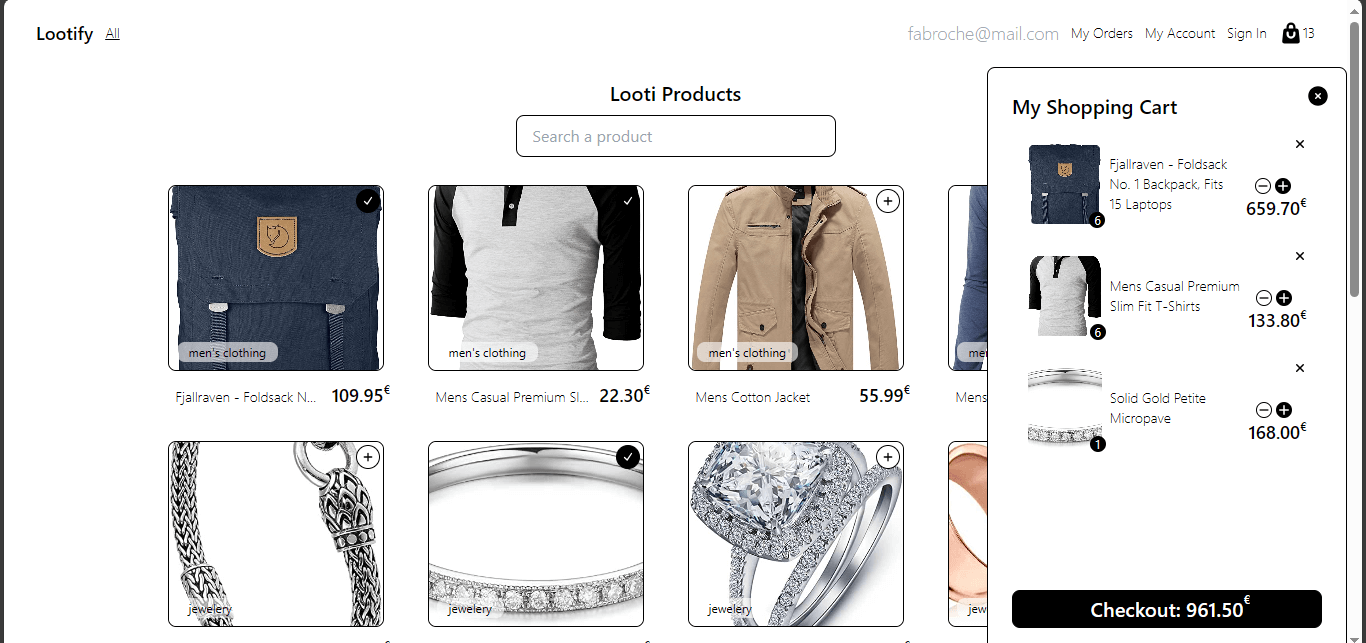 Lootify All
fabroche@mail.com My Orders My Account Sign In 13
Looti Products
Search a product
men's clothing
men's clothing
men's clothing
Fjallraven - Foldsack N... 109.95€
Mens Casual Premium Sl... 22.30€
Mens Cotton Jacket 55.99€
Mens
jewelery
jewelery
jewelery
My Shopping Cart
Fjallraven - Foldsack
No. 1 Backpack, Fits
15 Laptops
6
659.70€
Mens Casual Premium
Slim Fit T-Shirts
6
133.80€
Solid Gold Petite
Micropave
1
168.00€
Checkout: 961.50€